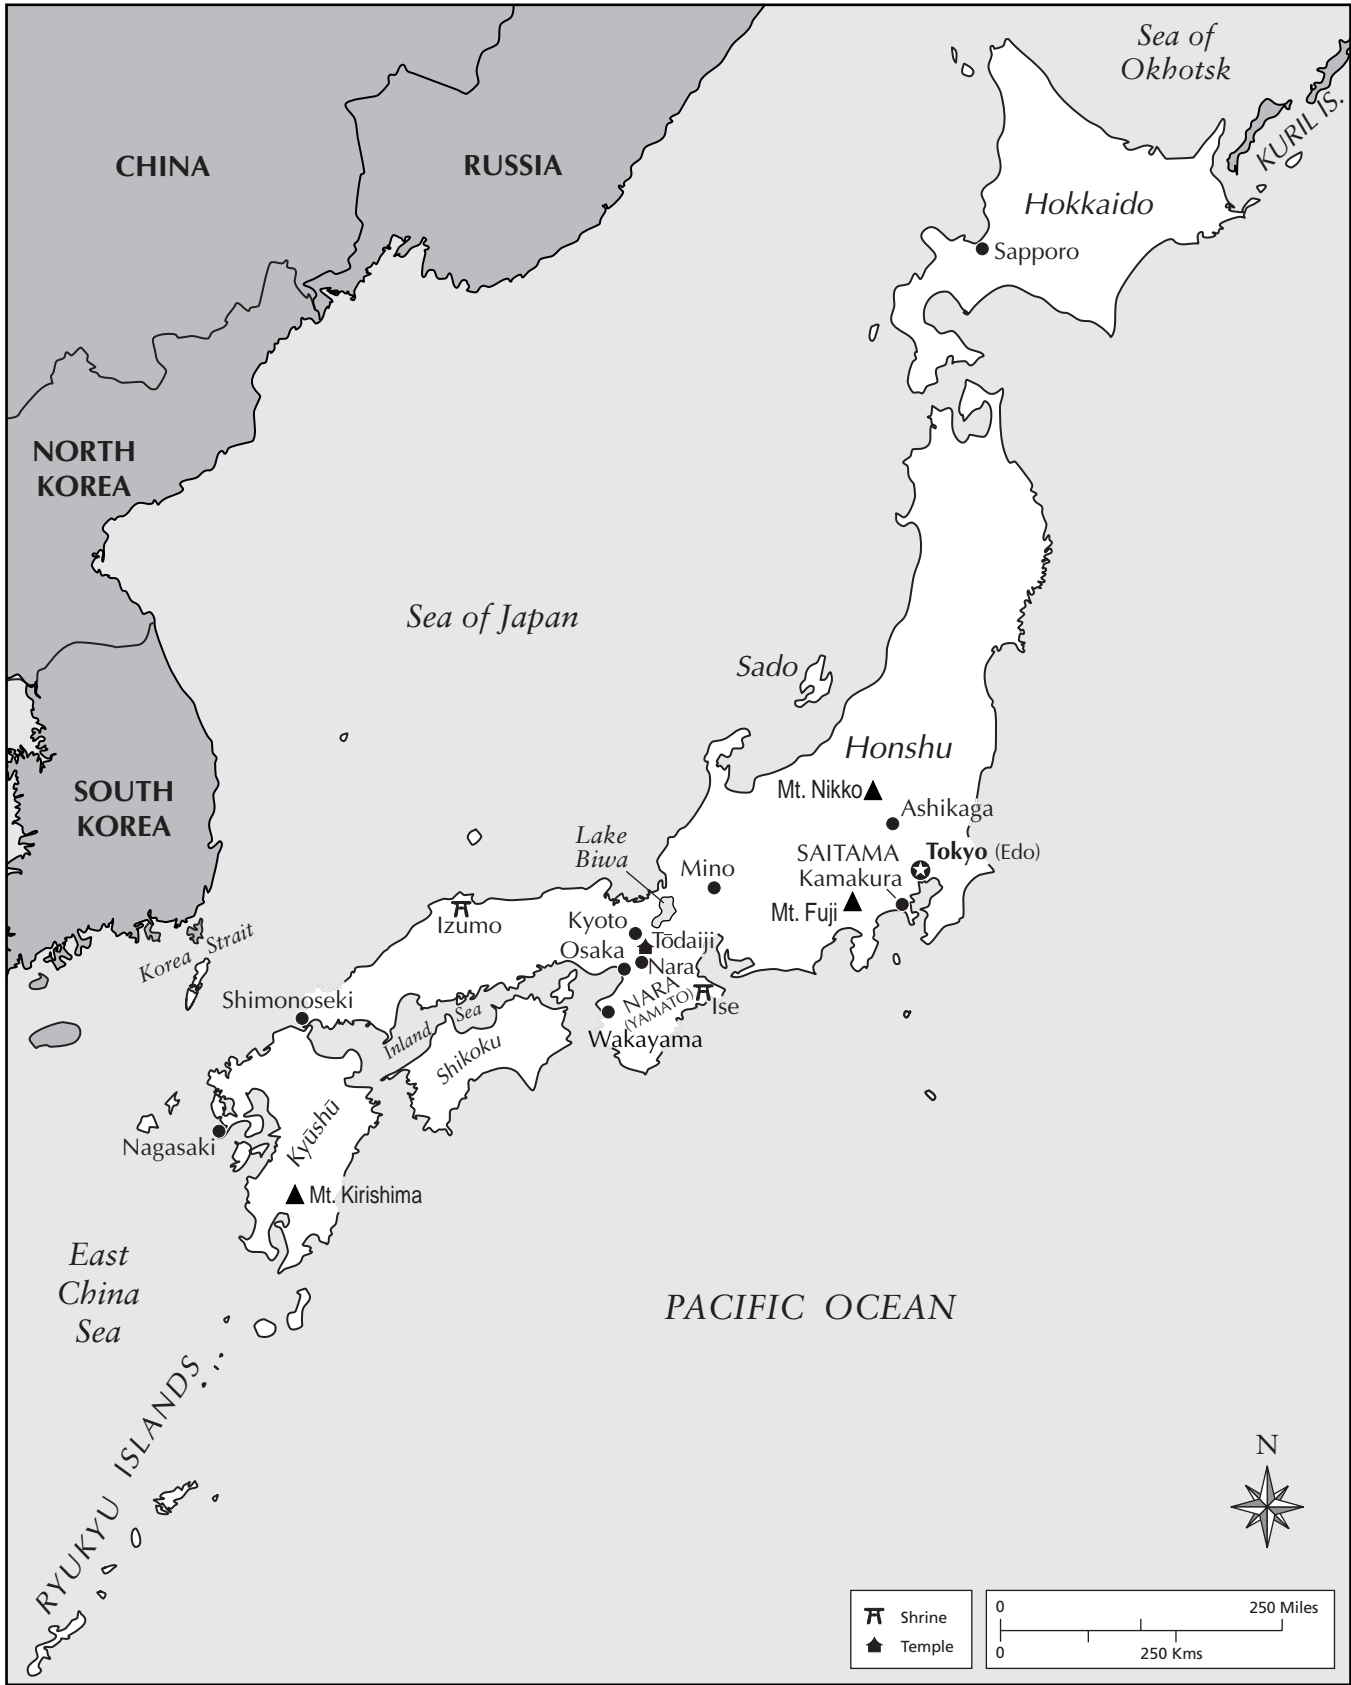 Sea of
Okhotsk
KURIL IS.
CHINA
RUSSIA
Hokkaido
Sapporo
NORTH
KOREA
Sea of Japan
Sado
Honshu
Mt. Nikko
SOUTH
KOREA
Ashikaga
Lake
Biwa
SAITAMA
Tokyo (Edo)
Mino
Kamakura
Mt. Fuji
Izumo
Kyoto
Tōdaiji
Osaka
Nara
Korea Strait
NARA
(YAMATO)
Ise
Shimonoseki
Inland Sea
Wakayama
Shikoku
Kyūshū
Nagasaki
Mt. Kirishima
East
China
Sea
PACIFIC OCEAN
RYUKYU ISLANDS
N
Shrine
Temple
0 250 Miles
0 250 Kms